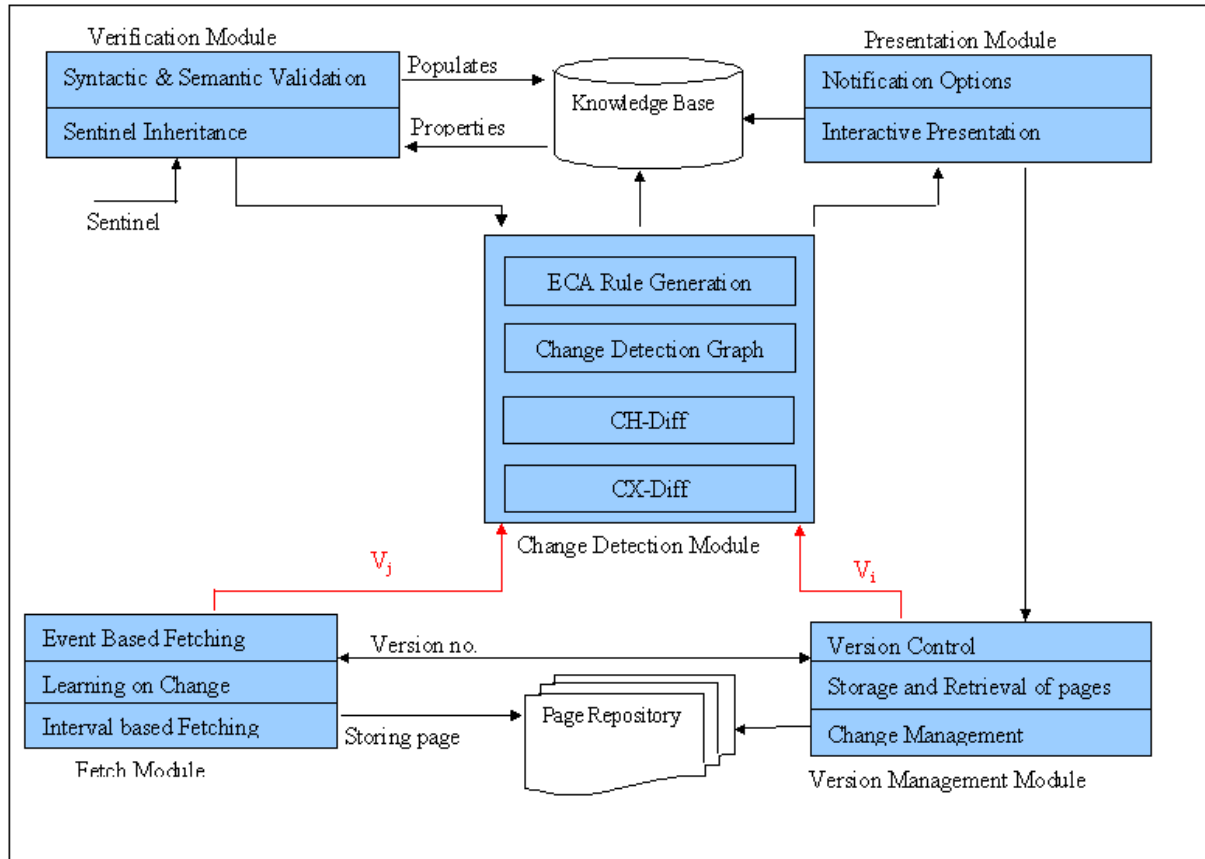 Verification Module
Syntactic & Semantic Validation
Sentinel Inheritance
Populates
Properties
Knowledge Base
Presentation Module
Notification Options
Interactive Presentation
Sentinel
ECA Rule Generation
Change Detection Graph
CH-Diff
CX-Diff
Change Detection Module
Vj
Vi
Event Based Fetching
Learning on Change
Interval based Fetching
Fetch Module
Version no.
Storing page
Page Repository
Version Control
Storage and Retrieval of pages
Change Management
Version Management Module